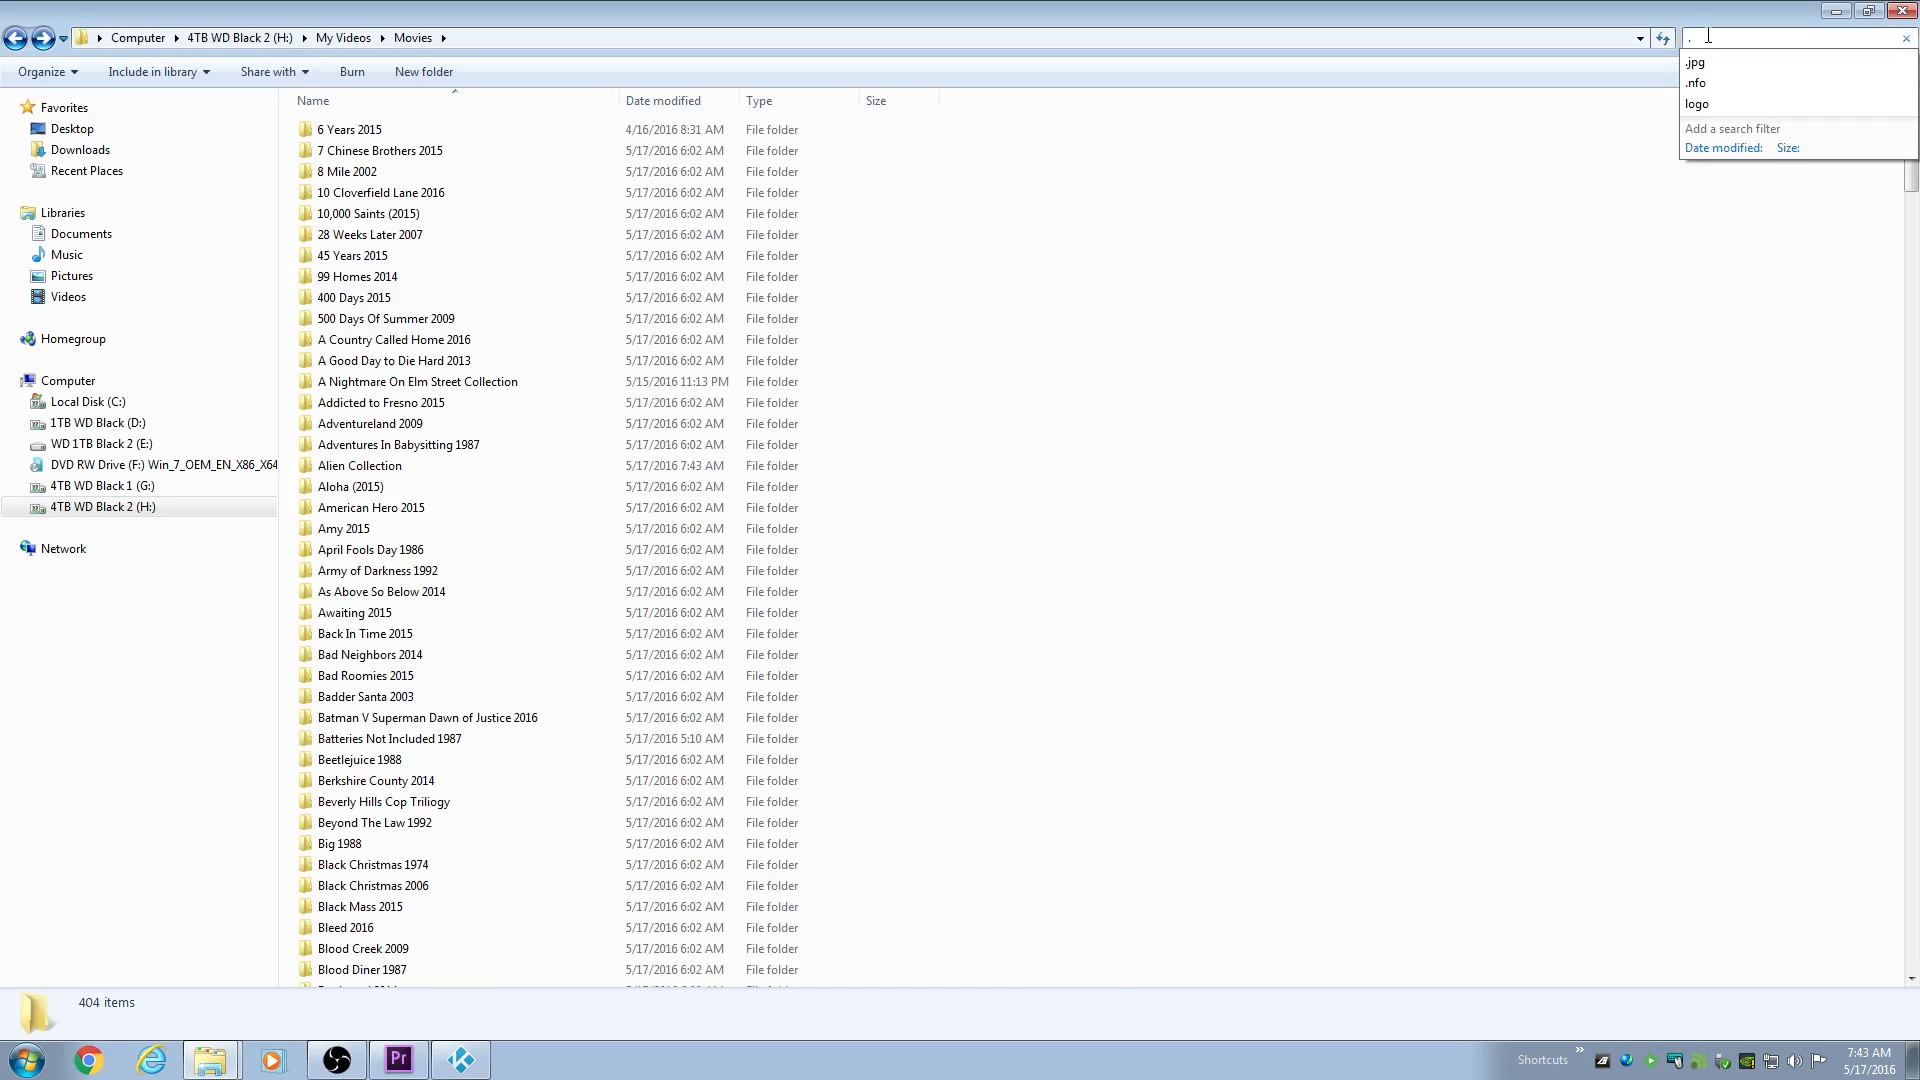 Computer 4TB WD Black 2 (H:) My Videos Movies .
Organize Include in library Share with Burn New folder
.jpg
.nfo
logo
Add a search filter
Date modified: Size:
Favorites
Desktop
Downloads
Recent Places
Libraries
Documents
Music
Pictures
Videos
Homegroup
Computer
Local Disk (C:)
1TB WD Black (D:)
WD 1TB Black 2 (E:)
DVD RW Drive (F:) Win_7_OEM_EN_X86_X64
4TB WD Black 1 (G:)
4TB WD Black 2 (H:)
Network
Name Date modified Type Size
6 Years 2015 4/16/2016 8:31 AM File folder
7 Chinese Brothers 2015 5/17/2016 6:02 AM File folder
8 Mile 2002 5/17/2016 6:02 AM File folder
10 Cloverfield Lane 2016 5/17/2016 6:02 AM File folder
10,000 Saints (2015) 5/17/2016 6:02 AM File folder
28 Weeks Later 2007 5/17/2016 6:02 AM File folder
45 Years 2015 5/17/2016 6:02 AM File folder
99 Homes 2014 5/17/2016 6:02 AM File folder
400 Days 2015 5/17/2016 6:02 AM File folder
500 Days Of Summer 2009 5/17/2016 6:02 AM File folder
A Country Called Home 2016 5/17/2016 6:02 AM File folder
A Good Day to Die Hard 2013 5/17/2016 6:02 AM File folder
A Nightmare On Elm Street Collection 5/15/2016 11:13 PM File folder
Addicted to Fresno 2015 5/17/2016 6:02 AM File folder
Adventureland 2009 5/17/2016 6:02 AM File folder
Adventures In Babysitting 1987 5/17/2016 6:02 AM File folder
Alien Collection 5/17/2016 7:43 AM File folder
Aloha (2015) 5/17/2016 6:02 AM File folder
American Hero 2015 5/17/2016 6:02 AM File folder
Amy 2015 5/17/2016 6:02 AM File folder
April Fools Day 1986 5/17/2016 6:02 AM File folder
Army of Darkness 1992 5/17/2016 6:02 AM File folder
As Above So Below 2014 5/17/2016 6:02 AM File folder
Awaiting 2015 5/17/2016 6:02 AM File folder
Back In Time 2015 5/17/2016 6:02 AM File folder
Bad Neighbors 2014 5/17/2016 6:02 AM File folder
Bad Roomies 2015 5/17/2016 6:02 AM File folder
Badder Santa 2003 5/17/2016 6:02 AM File folder
Batman V Superman Dawn of Justice 2016 5/17/2016 6:02 AM File folder
Batteries Not Included 1987 5/17/2016 5:10 AM File folder
Beetlejuice 1988 5/17/2016 6:02 AM File folder
Berkshire County 2014 5/17/2016 6:02 AM File folder
Beverly Hills Cop Triliogy 5/17/2016 6:02 AM File folder
Beyond The Law 1992 5/17/2016 6:02 AM File folder
Big 1988 5/17/2016 6:02 AM File folder
Black Christmas 1974 5/17/2016 6:02 AM File folder
Black Christmas 2006 5/17/2016 6:02 AM File folder
Black Mass 2015 5/17/2016 6:02 AM File folder
Bleed 2016 5/17/2016 6:02 AM File folder
Blood Creek 2009 5/17/2016 6:02 AM File folder
Blood Diner 1987 5/17/2016 6:02 AM File folder
404 items
Pr
Shortcuts
7:43 AM
5/17/2016